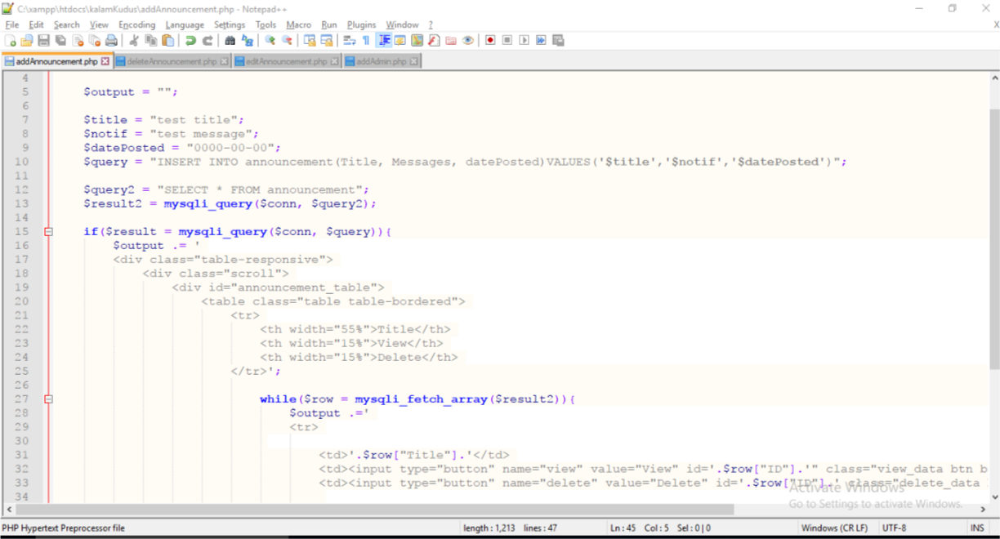 C:\xampp\htdocs\kalamKudus\addAnnouncement.php - Notepad++
File Edit Search View Encoding Language Settings Tools Macro Run Plugins Window ? X
addAnnouncement.php deleteAnnouncement.php editAnnouncement.php addAdmin.php
4
5 $output = "";
6
7 $title = "test title";
8 $notif = "test message";
9 $datePosted = "0000-00-00";
10 $query = "INSERT INTO announcement(Title, Messages, datePosted)VALUES('$title','$notif','$datePosted')";
11
12 $query2 = "SELECT * FROM announcement";
13 $result2 = mysqli_query($conn, $query2);
14
15 if($result = mysqli_query($conn, $query)){
16 $output .= '
17 <div class="table-responsive">
18 <div class="scroll">
19 <div id="announcement_table">
20 <table class="table table-bordered">
21 <tr>
22 <th width="55%">Title</th>
23 <th width="15%">View</th>
24 <th width="15%">Delete</th>
25 </tr>';
26
27 while($row = mysqli_fetch_array($result2)){
28 $output .='
29 <tr>
30
31 <td>'.$row["Title"].'</td>
32 <td><input type="button" name="view" value="View" id='.$row["ID"].'" class="view_data btn b
33 <td><input type="button" name="delete" value="Delete" id='.$row["ID"].' class="delete_data
34
Activate Windows
Go to Settings to activate Windows.
PHP Hypertext Preprocessor file length : 1,213 lines : 47 Ln : 45 Col : 5 Sel : 0 | 0 Windows (CR LF) UTF-8 INS